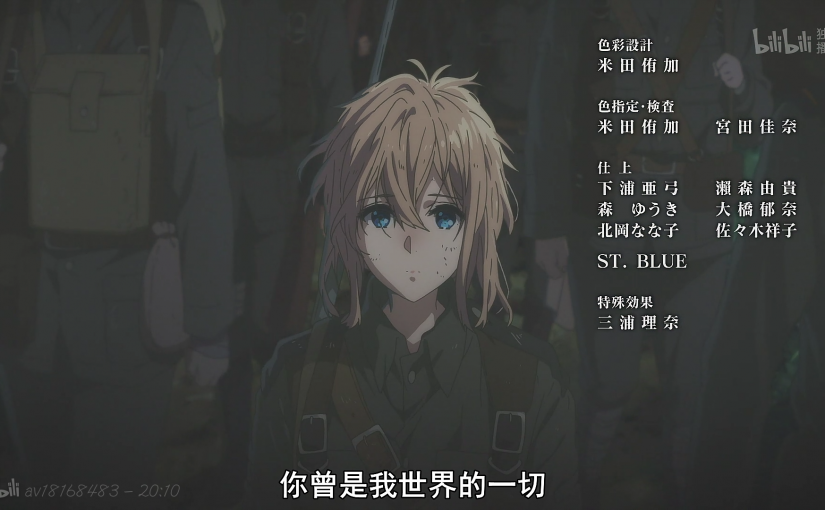 色彩設計
米田侑加
bilibili 独播
色指定・検査
米田侑加 宮田佳奈
仕上
下浦亜弓 瀬森由貴
森 ゆうき 大橋郁奈
北岡なな子 佐々木祥子
ST. BLUE
特殊効果
三浦理奈
bili av18168483 – 20:10
你曾是我世界的一切